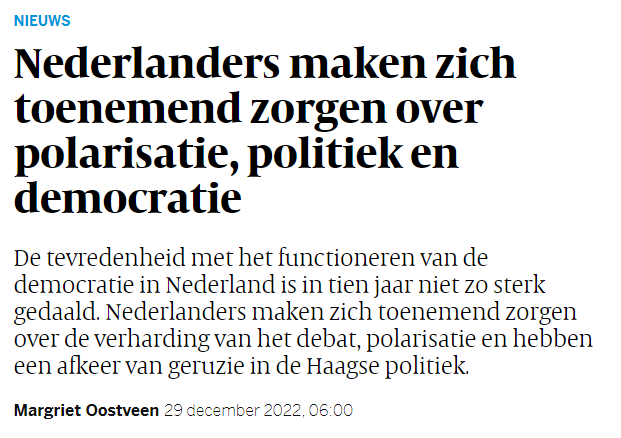 NIEUWS
Nederlanders maken zich
toenemend zorgen over
polarisatie, politiek en
democratie
De tevredenheid met het functioneren van de
democratie in Nederland is in tien jaar niet zo sterk
gedaald. Nederlanders maken zich toenemend zorgen
over de verharding van het debat, polarisatie en hebben
een afkeer van geruzie in de Haagse politiek.
Margriet Oostveen 29 december 2022, 06:00